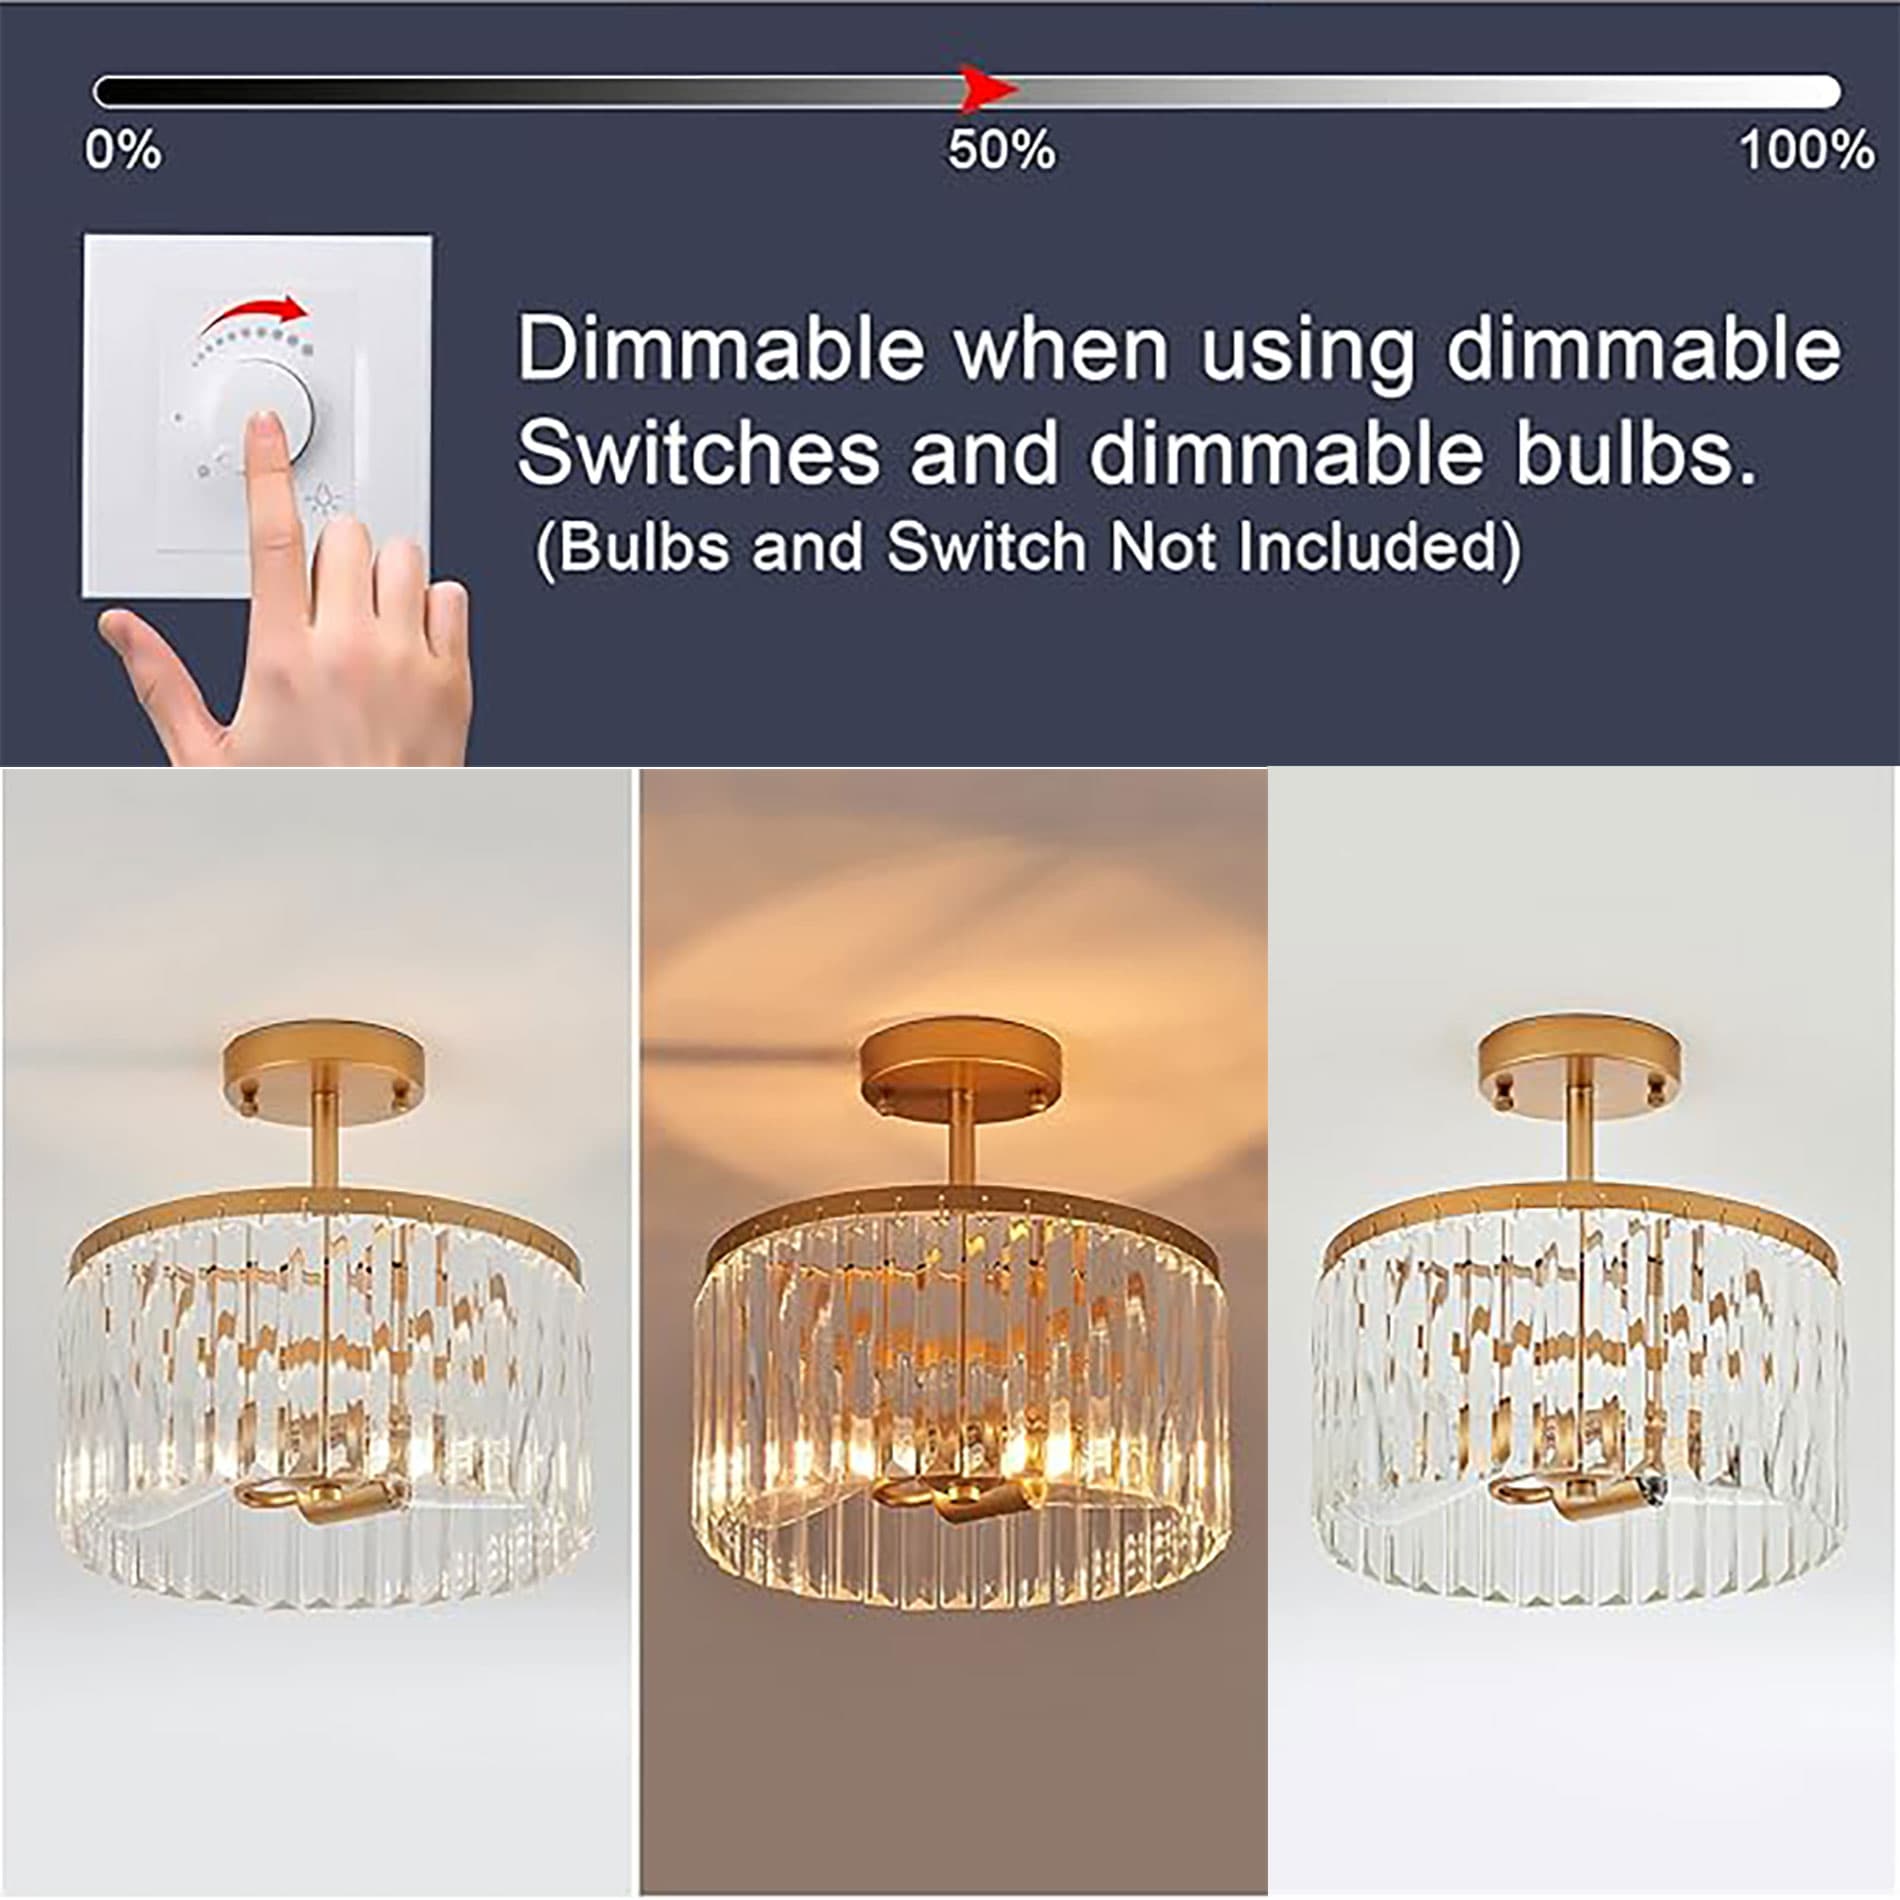 0% 50% 100%
Dimmable when using dimmable
Switches and dimmable bulbs.
(Bulbs and Switch Not Included)